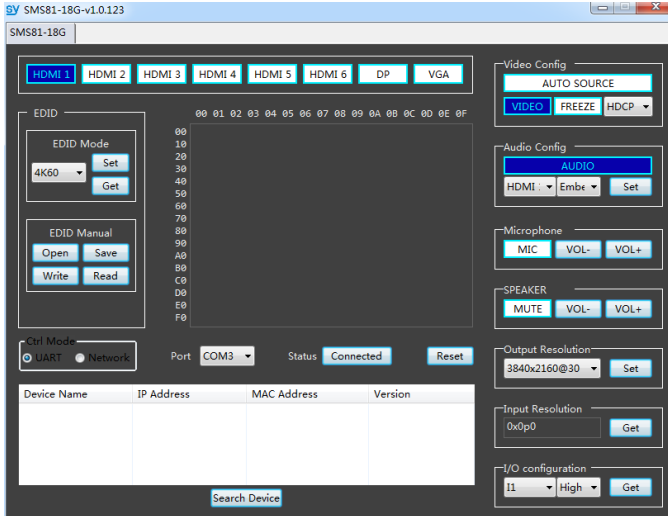 SY SMS81-18G-v1.0.123
SMS81-18G
HDMI 1 HDMI 2 HDMI 3 HDMI 4 HDMI 5 HDMI 6 DP VGA
EDID
EDID Mode
4K60
Set
Get
EDID Manual
Open Save
Write Read
00 01 02 03 04 05 06 07 08 09 0A 0B 0C 0D 0E 0F
00
10
20
30
40
50
60
70
80
90
A0
B0
C0
D0
E0
F0
Ctrl Mode
UART Network
Port COM3 Status Connected Reset
Device Name IP Address MAC Address Version
Search Device
Video Config
AUTO SOURCE
VIDEO FREEZE HDCP
Audio Config
AUDIO
HDMI Embe Set
Microphone
MIC VOL- VOL+
SPEAKER
MUTE VOL- VOL+
Output Resolution
3840x2160@30 Set
Input Resolution
0x0p0 Get
I/O configuration
I1 High Get